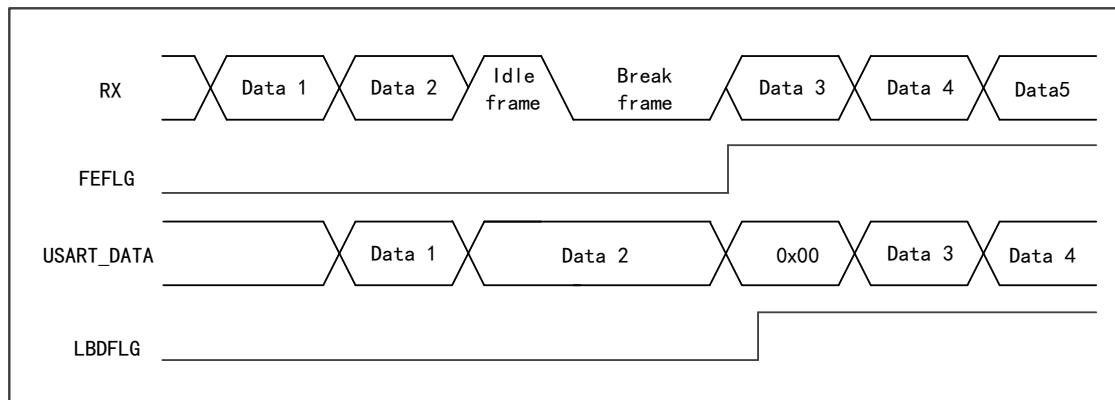 RX
Data 1
Data 2
Idle
frame
Break
frame
Data 3
Data 4
Data5
FEFLG
USART_DATA
Data 1
Data 2
0x00
Data 3
Data 4
LBDFLG